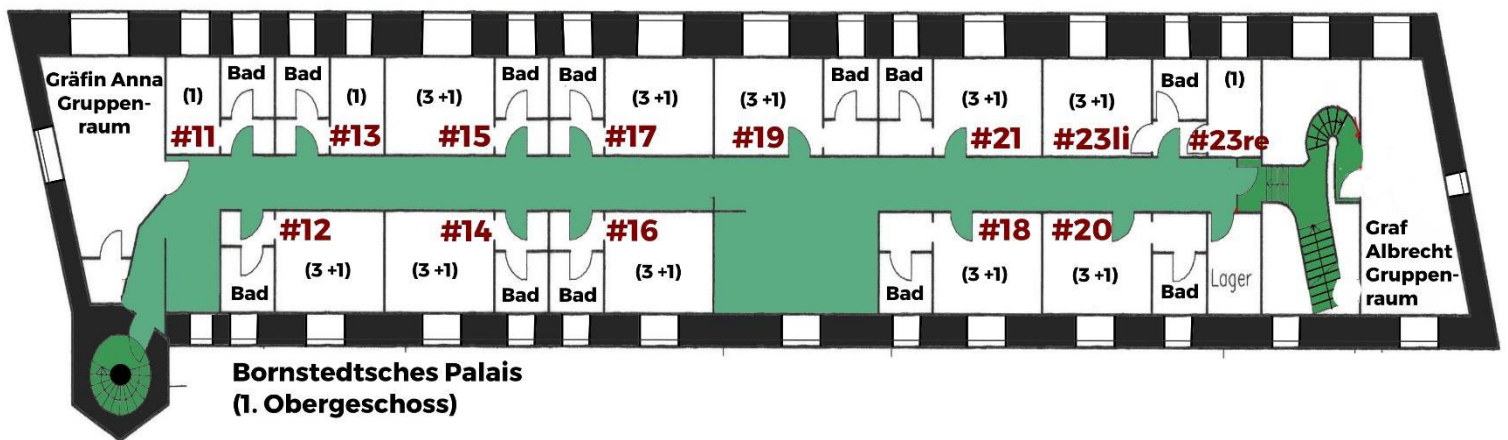 Gräfin Anna
Gruppen-
raum
(1)
#11
Bad
Bad
(1)
#13
(3 +1)
#15
Bad
Bad
(3 +1)
#17
(3 +1)
#19
Bad
Bad
(3 +1)
#21
(3 +1)
#23li
Bad
(1)
#23re
#12
(3 +1)
Bad
#14
(3 +1)
Bad
Bad
#16
(3 +1)
Bad
#18
(3 +1)
#20
(3 +1)
Bad
Lager
Graf
Albrecht
Gruppen-
raum
Bornstedtsches Palais
(1. Obergeschoss)